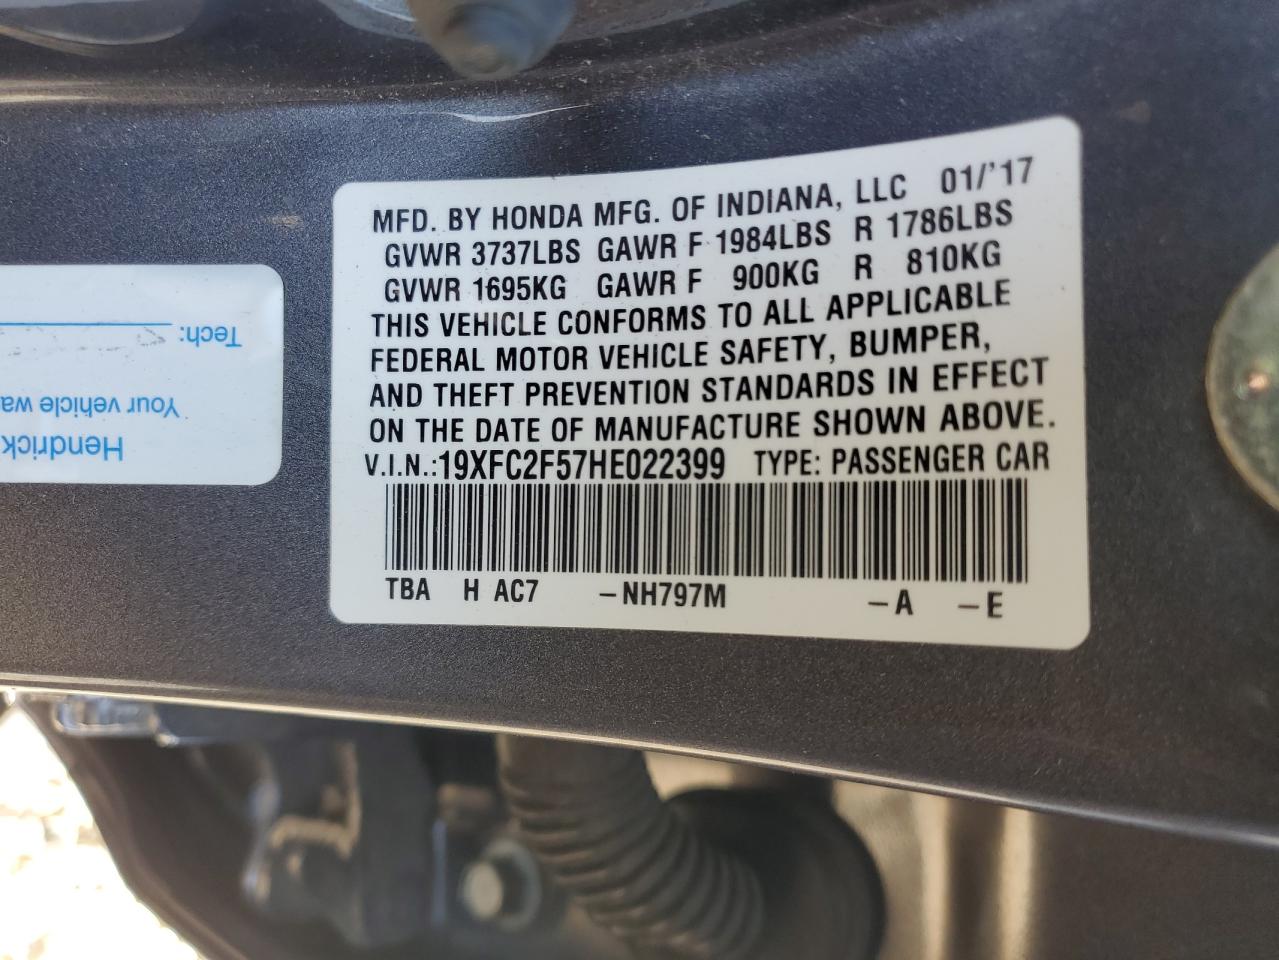 MFD. BY HONDA MFG. OF INDIANA, LLC 01/'17
GVWR 3737LBS GAWR F 1984LBS R 1786LBS
GVWR 1695KG GAWR F 900KG R 810KG
THIS VEHICLE CONFORMS TO ALL APPLICABLE
FEDERAL MOTOR VEHICLE SAFETY, BUMPER,
AND THEFT PREVENTION STANDARDS IN EFFECT
ON THE DATE OF MANUFACTURE SHOWN ABOVE.
V.I.N.:19XFC2F57HE022399 TYPE: PASSENGER CAR
TBA H AC7 -NH797M -A -E
Hendrick
Your vehicle wa
Tech: